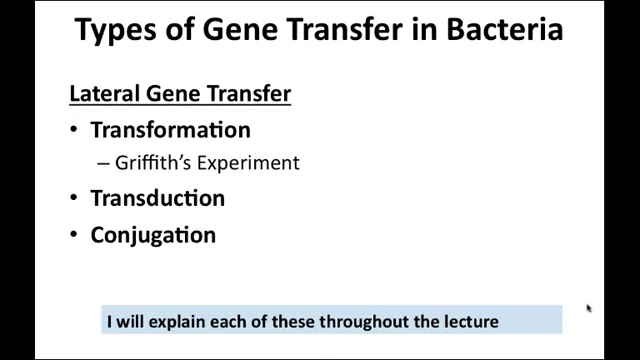 Types of Gene Transfer in Bacteria
Lateral Gene Transfer
• Transformation
– Griffith's Experiment
• Transduction
• Conjugation
I will explain each of these throughout the lecture